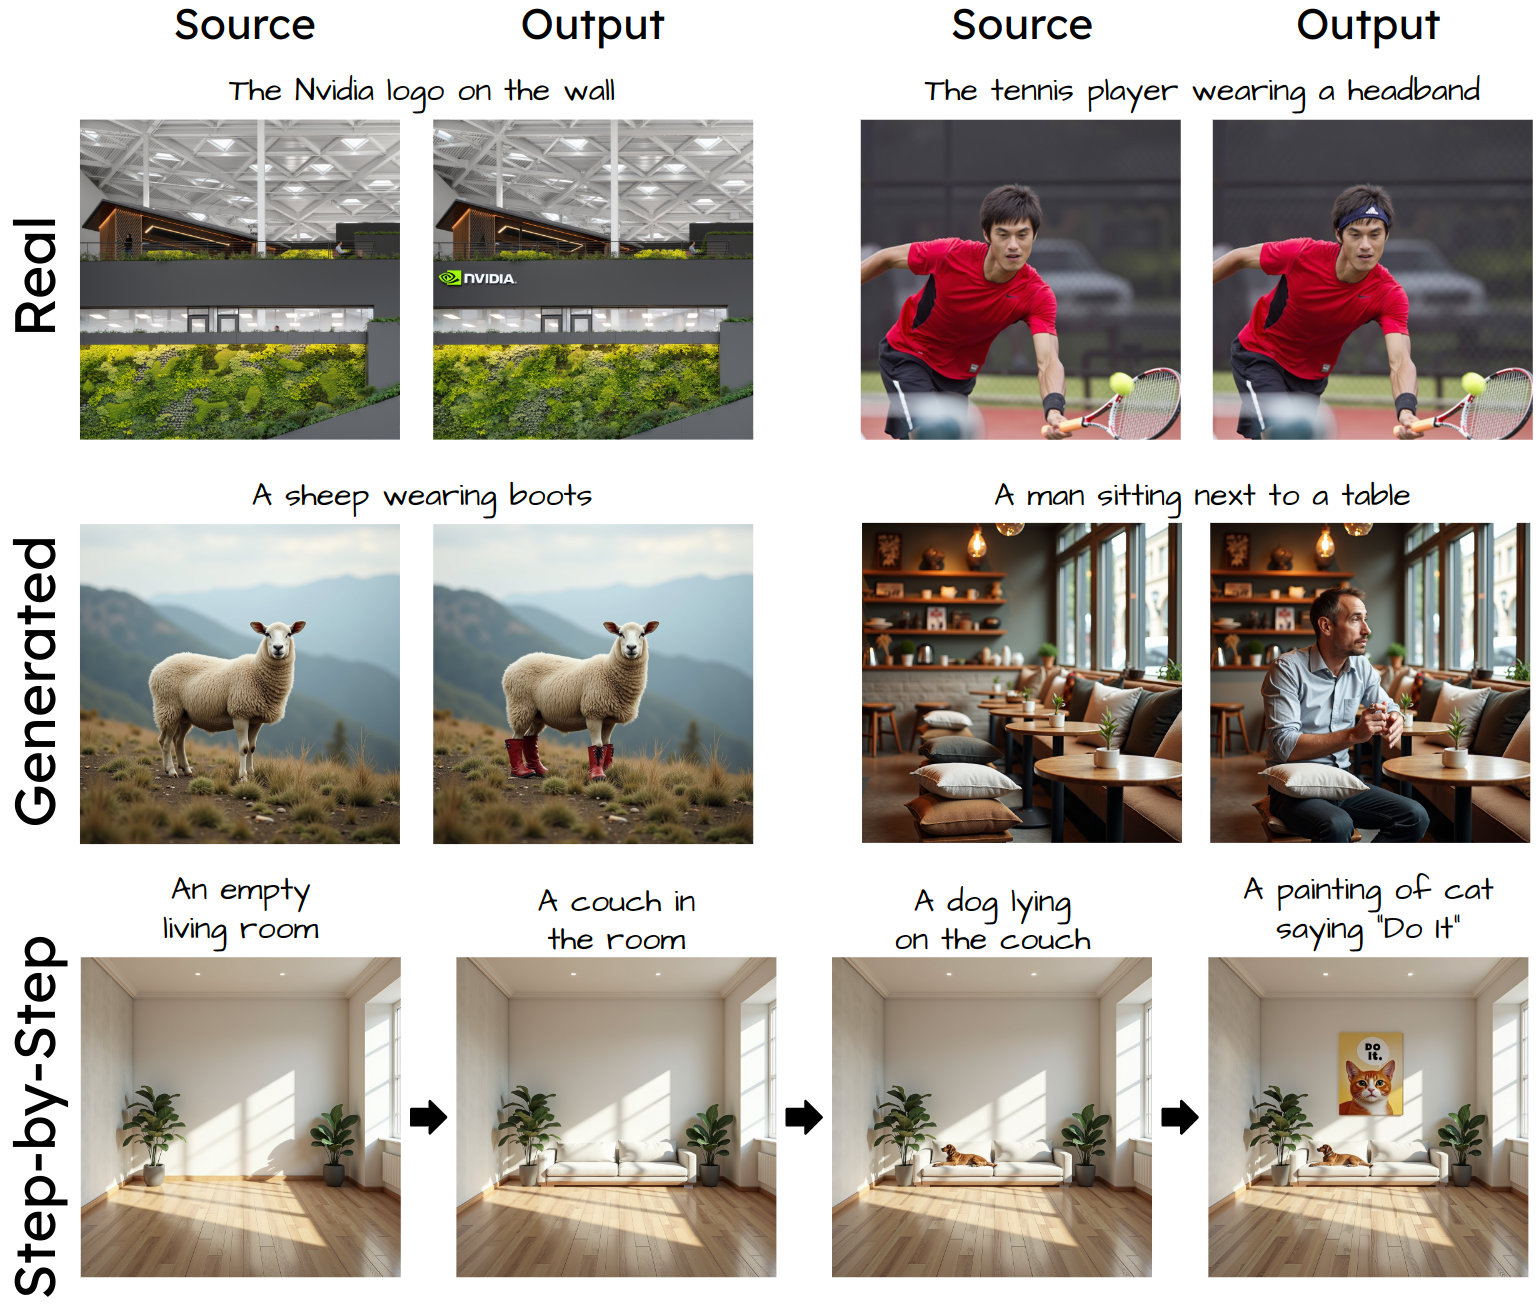 Source
Output
Source
Output
Real
The Nvidia logo on the wall
The tennis player wearing a headband
NVIDIA.
Generated
A sheep wearing boots
A man sitting next to a table
Step-by-Step
An empty
living room
A couch in
the room
A dog lying
on the couch
A painting of cat
saying "Do It"
DO
it.